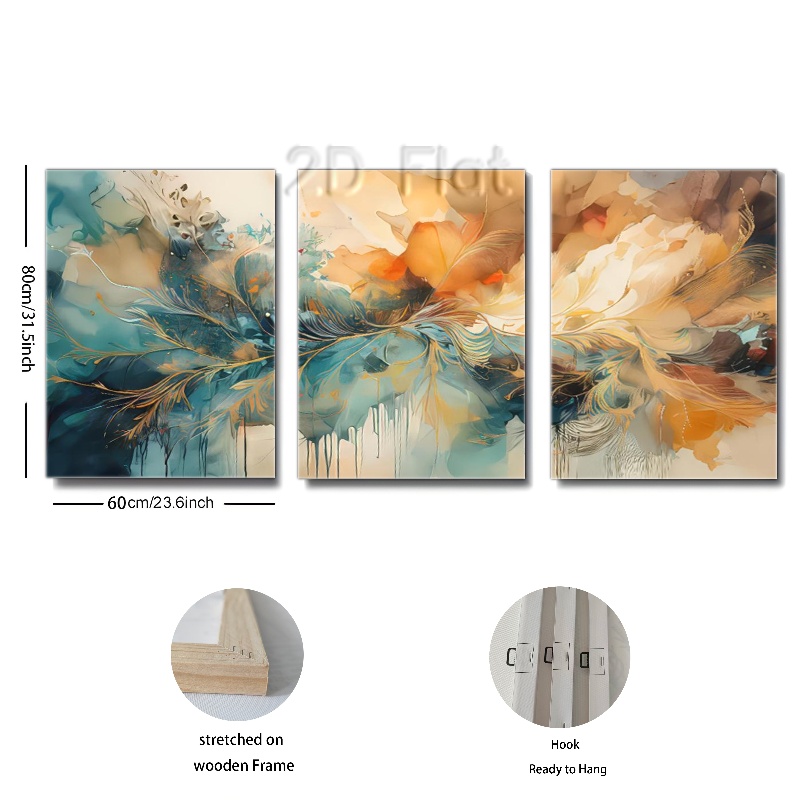 2D Flat
80cm/31.5inch
60cm/23.6inch
stretched on
wooden Frame
Hook
Ready to Hang